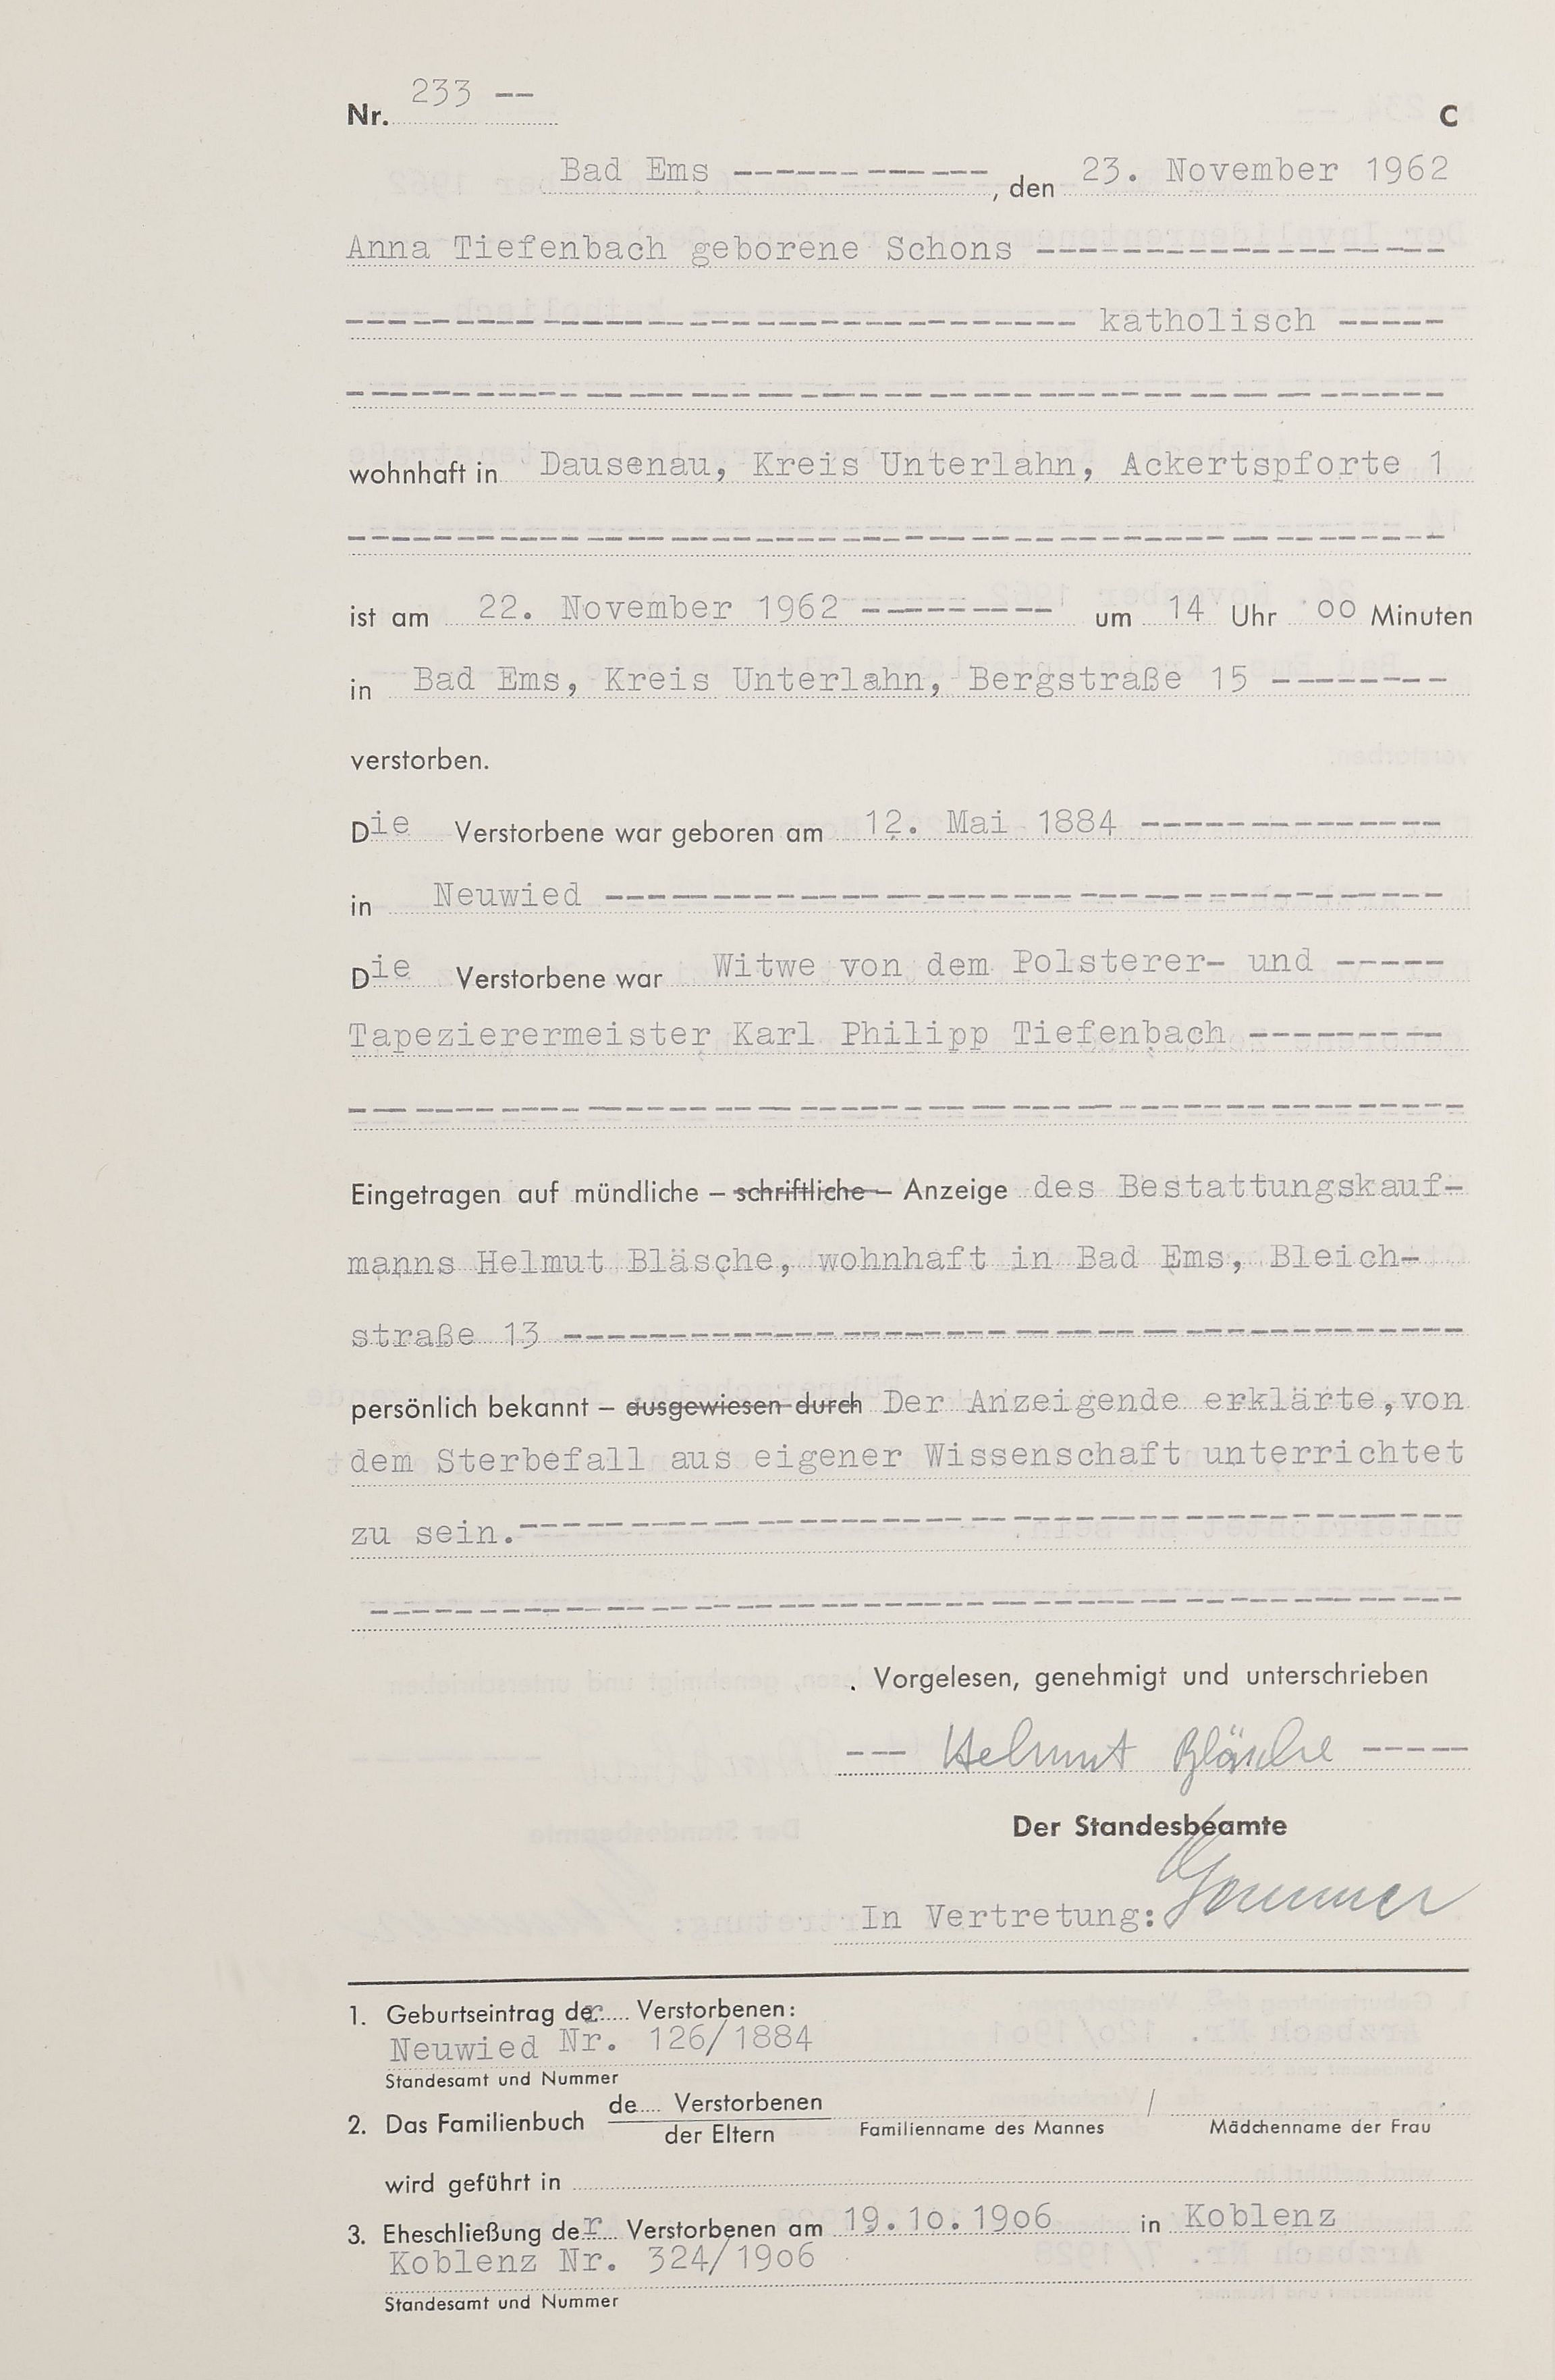 Nr. 233 --
C
Bad Ems ------------, den 23. November 1962
Anna Tiefenbach geborene Schons -------------------
---------------------------------- katholisch -----
---------------------------------------------------
wohnhaft in Dausenau, Kreis Unterlahn, Ackertspforte 1
---------------------------------------------------
ist am 22. November 1962 --------- um 14 Uhr oo Minuten
in Bad Ems, Kreis Unterlahn, Bergstraße 15 --------
verstorben.
Die Verstorbene war geboren am 12. Mai 1884 --------------
in Neuwied ---------------------------------------
Die Verstorbene war Witwe von dem Polsterer- und -----
Tapezierermeister Karl Philipp Tiefenbach ---------
----------------------------------------------------
Eingetragen auf mündliche – schriftliche – Anzeige des Bestattungskauf-
manns Helmut Bläsche, wohnhaft in Bad Ems, Bleich-
straße 13 ------------------------------------------
persönlich bekannt – ausgewiesen durch Der Anzeigende erklärte,von
dem Sterbefall aus eigener Wissenschaft unterrichtet
zu sein.--------------------------------------------
---------------------------------------------------
Vorgelesen, genehmigt und unterschrieben
--- Helmut Bläsche -----
Der Standesbeamte
In Vertretung: Sommer
1. Geburtseintrag der Verstorbenen:
Neuwied Nr. 126/1884
Standesamt und Nummer
2. Das Familienbuch de Verstorbenen / der Eltern
Familienname des Mannes / Mädchenname der Frau
wird geführt in
3. Eheschließung der Verstorbenen am 19.1o.19o6 in Koblenz
Koblenz Nr. 324/19o6
Standesamt und Nummer